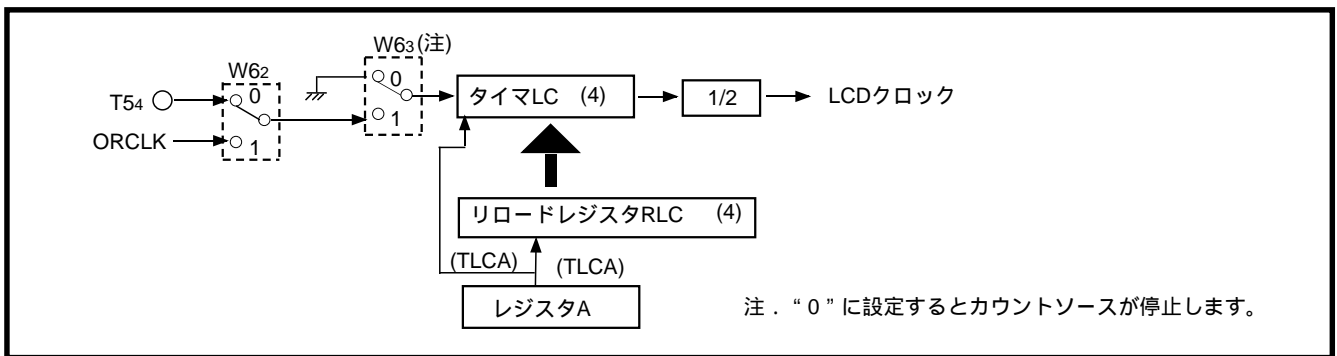 W63(注)
W62
0
0
T54
タイマLC (4)
1/2
LCDクロック
1
ORCLK
1
リロードレジスタRLC (4)
(TLCA)
(TLCA)
レジスタA
注．“0”に設定するとカウントソースが停止します。